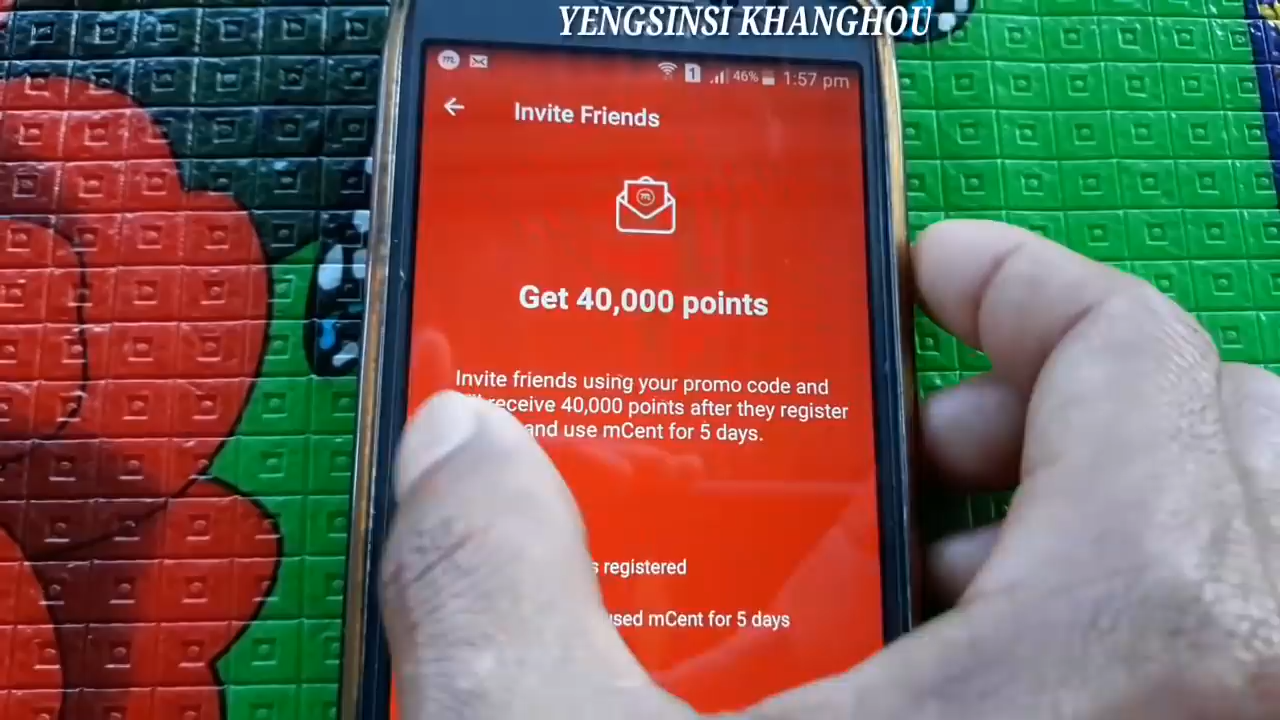 YENGSINSI KHANGHOU
1 46% 1:57 pm
Invite Friends
m
Get 40,000 points
Invite friends using your promo code and
receive 40,000 points after they register
and use mCent for 5 days.
registered
used mCent for 5 days